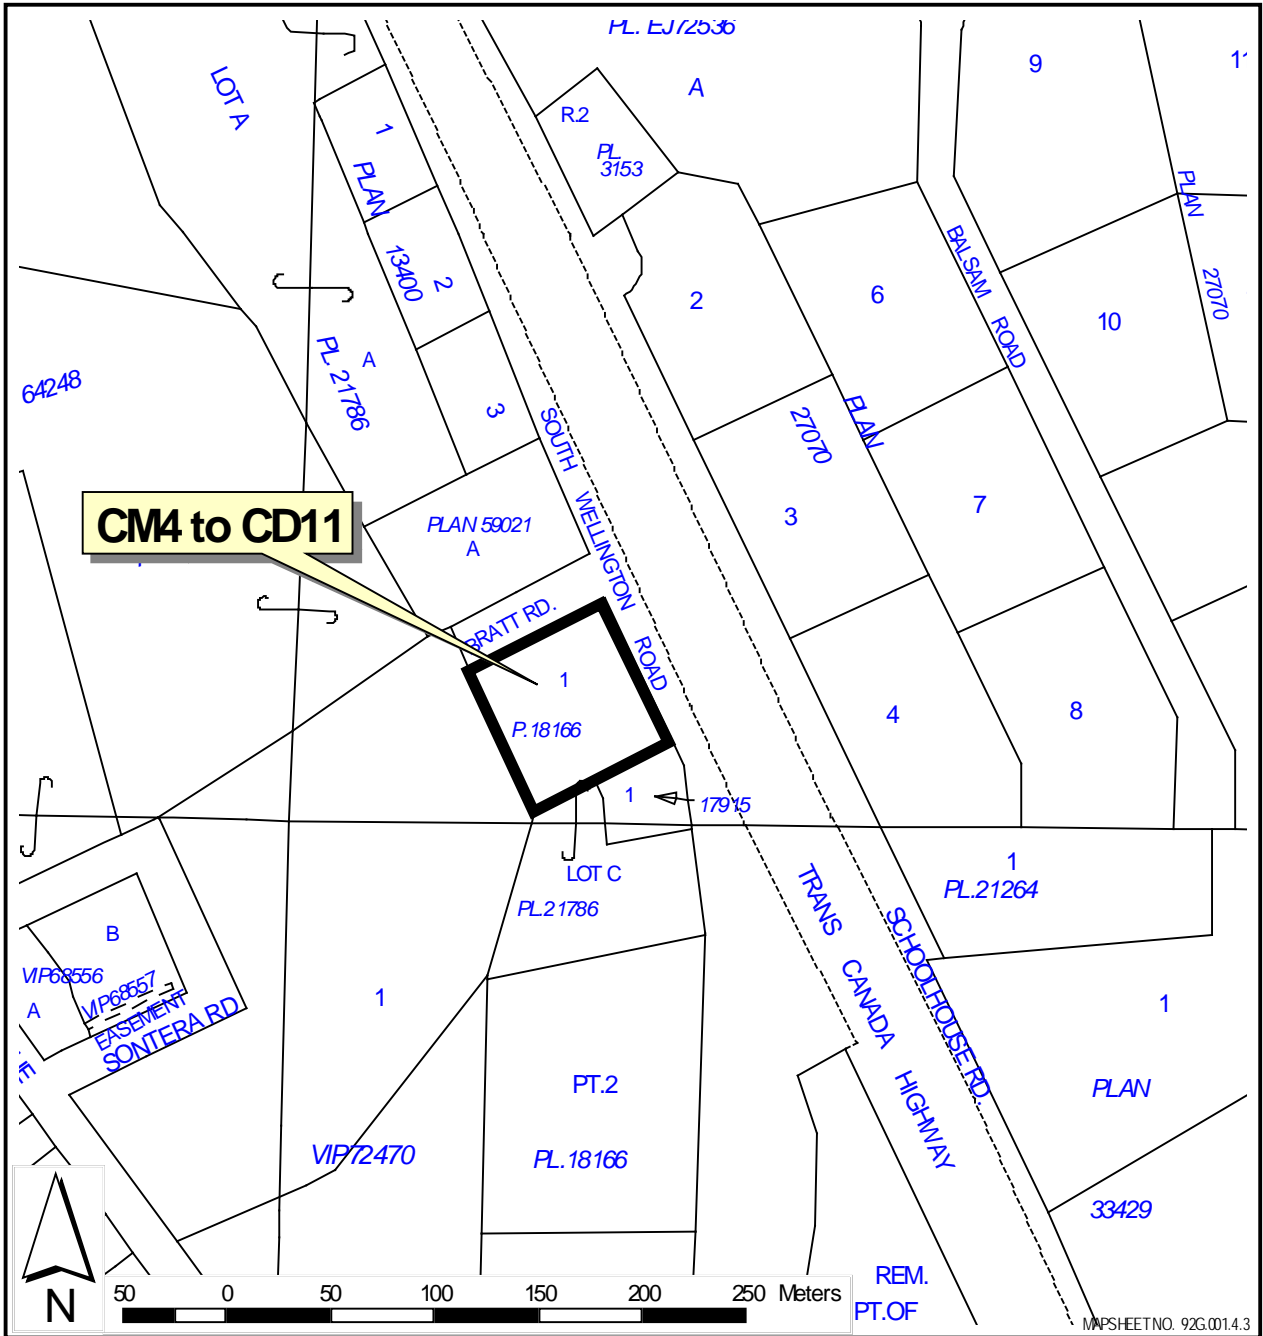 PL. EJ72536
A
9
LOT A
1
R.2
PL.
3153
PLAN
13400
2
3
PL. 21786
A
64248
2
6
BALSAM ROAD
10
PLAN
27070
PLAN
27070
3
7
SOUTH WELLINGTON ROAD
CM4 to CD11
PLAN 59021
A
BRATT RD.
1
P.18166
4
8
1
17915
LOT C
PL.21786
1
PL.21264
TRANS CANADA HIGHWAY
SCHOOLHOUSE RD.
B
VIP68556
A
VIP68557
EASEMENT
SONTERA RD
1
1
PLAN
33429
PT.2
PL.18166
VIP72470
REM.
PT.OF
N
50 0 50 100 150 200 250 Meters
MAPSHEET NO. 92G.001.4.3